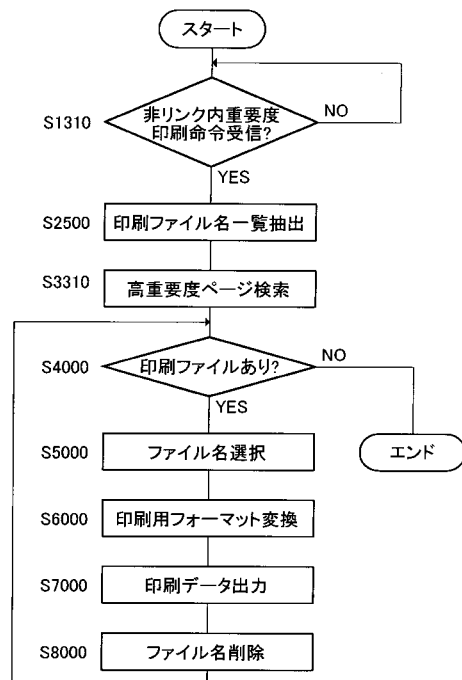 スタート
S1310
非リンク内重要度
印刷命令受信?
NO
YES
S2500
印刷ファイル名一覧抽出
S3310
高重要度ページ検索
S4000
印刷ファイルあり?
NO
YES
S5000
ファイル名選択
エンド
S6000
印刷用フォーマット変換
S7000
印刷データ出力
S8000
ファイル名削除